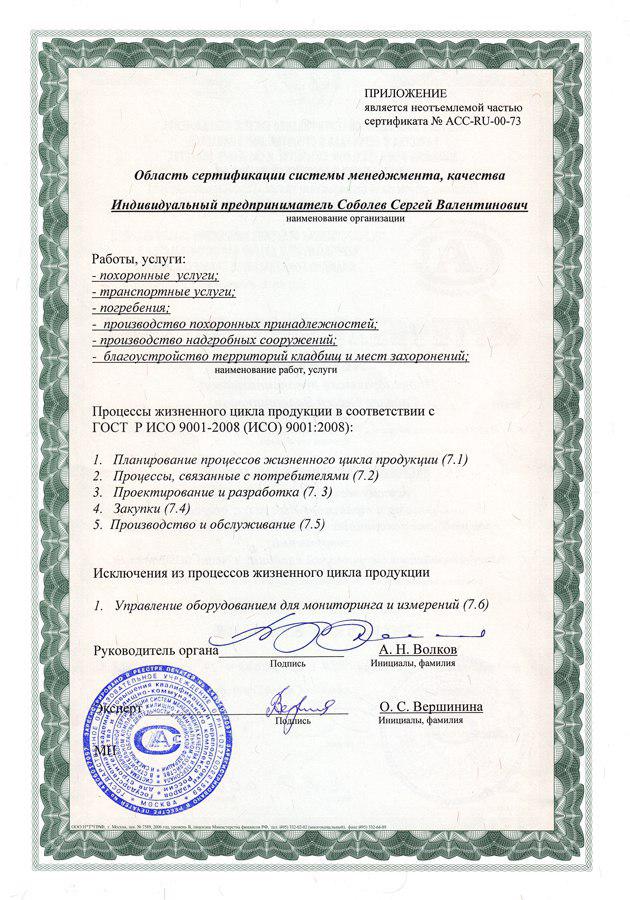 ПРИЛОЖЕНИЕ
является неотъемлемой частью
сертификата № АСС-RU-00-73
Область сертификации системы менеджмента, качества
Индивидуальный предприниматель Соболев Сергей Валентинович
наименование организации
Работы, услуги:
- похоронные услуги;
- транспортные услуги;
- погребения;
- производство похоронных принадлежностей;
- производство надгробных сооружений;
- благоустройство территорий кладбищ и мест захоронений;
наименование работ, услуги
Процессы жизненного цикла продукции в соответствии с
ГОСТ Р ИСО 9001-2008 (ИСО) 9001:2008):
1. Планирование процессов жизненного цикла продукции (7.1)
2. Процессы, связанные с потребителями (7.2)
3. Проектирование и разработка (7. 3)
4. Закупки (7.4)
5. Производство и обслуживание (7.5)
Исключения из процессов жизненного цикла продукции
1. Управление оборудованием для мониторинга и измерений (7.6)
Руководитель органа А. Н. Волков
Подпись Инициалы, фамилия
Эксперт О. С. Вершинина
Подпись Инициалы, фамилия
МП
МОСКВА